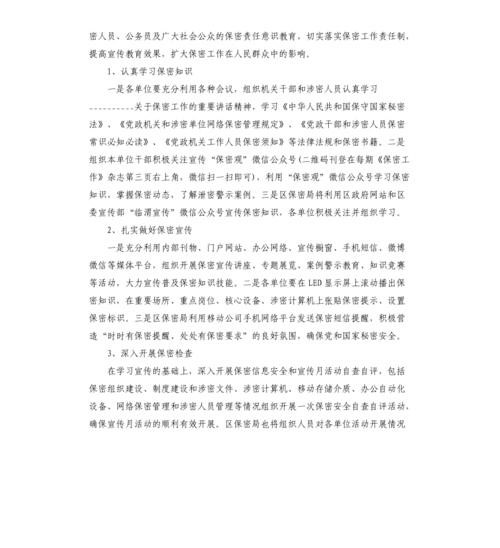 密人员、公务员及广大社会公众的保密责任意识教育，切实落实保密工作责任制，
提高宣传教育效果，扩大保密工作在人民群众中的影响。
1、认真学习保密知识
一是各单位要充分利用各种会议，组织机关干部和涉密人员认真学习
__________关于保密工作的重要讲话精神，学习《中华人民共和国保守国家秘密
法》、《党政机关和涉密单位网络保密管理规定》、《党政干部和涉密人员保密
常识必知必读》、《党政机关工作人员保密须知》等法律法规和保密书籍。二是
组织本单位干部积极关注宣传“保密观”微信公众号(二维码刊登在每期《保密工
作》杂志第三页右上角，微信扫一扫即可)，利用“保密观”微信公众号学习保密
知识，掌握保密动态，了解泄密警示案例。三是区保密局将利用区政府网站和区
委宣传部“临渭宣传”微信公众号宣传保密知识，各单位积极关注并组织学习。
2、扎实做好保密宣传
一是充分利用内部刊物、门户网站、办公网络、宣传橱窗、手机短信、微博
微信等媒体平台，组织开展保密宣传讲座、专题展览、案例警示教育、知识竞赛
等活动，大力宣传普及保密知识技能。二是各单位要在LED显示屏上滚动播出保
密知识，在重要场所、重点岗位、核心设备、涉密计算机上张贴保密提示，设置
保密标识。三是区保密局利用移动公司手机网络平台发送保密短信提醒，积极营
造“时时有保密提醒，处处有保密要求”的良好氛围，确保党和国家秘密安全。
3、深入开展保密检查
在学习宣传的基础上，深入开展保密信息安全和宣传月活动自查自评，包括
保密组织建设、制度建设和涉密文件、涉密计算机、移动存储介质、办公自动化
设备、网络保密管理和涉密人员管理等情况组织开展一次保密安全自查自评活动，
确保宣传月活动的顺利有效开展。区保密局也将组织人员对各单位活动开展情况